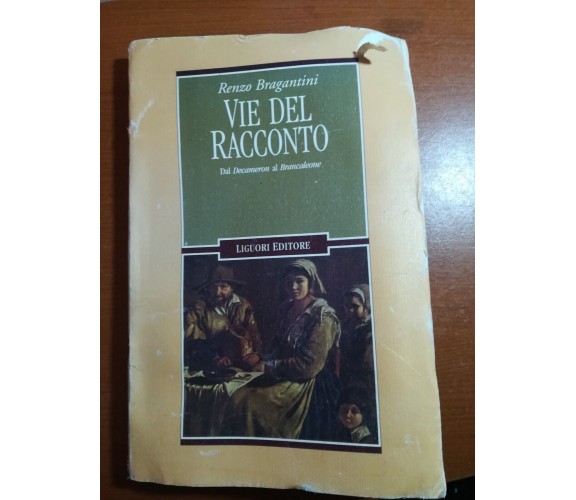 Renzo Bragantini
VIE DEL
RACCONTO
Dal Decameron al Brancaleone
LIGUORI EDITORE